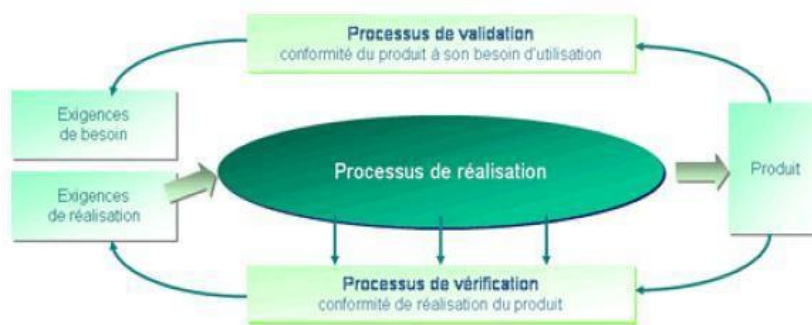 Processus de validation
conformité du produit à son besoin d'utilisation
Exigences
de besoin
Processus de réalisation
Produit
Exigences
de réalisation
Processus de vérification
conformité de réalisation du produit